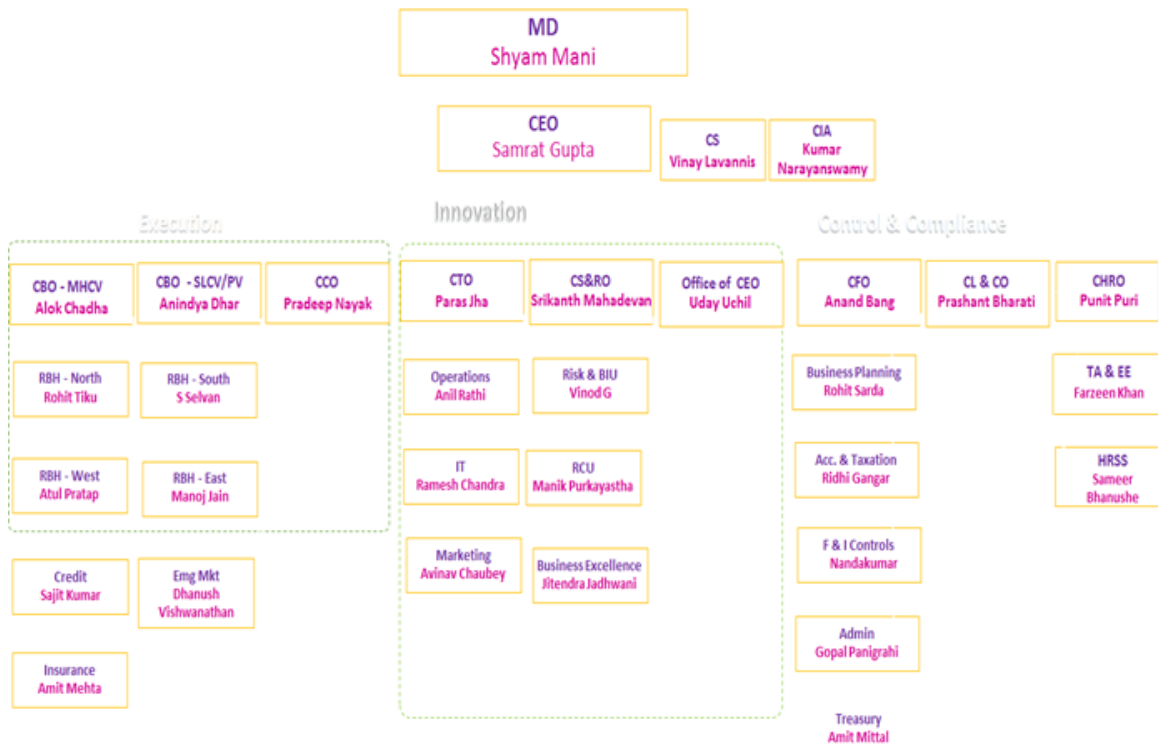 MD
Shyam Mani
CEO
Samrat Gupta
CS
Vinay Lavannis
CIA
Kumar
Narayanswamy
Execution
Innovation
Control & Compliance
CBO - MHCV
Alok Chadha
CBO - SLCV/PV
Anindya Dhar
CCO
Pradeep Nayak
CTO
Paras Jha
CS&RO
Srikanth Mahadevan
Office of CEO
Uday Uchil
CFO
Anand Bang
CL & CO
Prashant Bharati
CHRO
Punit Puri
RBH - North
Rohit Tiku
RBH - South
S Selvan
Operations
Anil Rathi
Risk & BIU
Vinod G
Business Planning
Rohit Sarda
TA & EE
Farzeen Khan
RBH - West
Atul Pratap
RBH - East
Manoj Jain
IT
Ramesh Chandra
RCU
Manik Purkayastha
Acc. & Taxation
Ridhi Gangar
HRSS
Sameer
Bhanushe
Credit
Sajit Kumar
Emg Mkt
Dhanush
Vishwanathan
Marketing
Avinav Chaubey
Business Excellence
Jitendra Jadhwani
F & I Controls
Nandakumar
Insurance
Amit Mehta
Admin
Gopal Panigrahi
Treasury
Amit Mittal